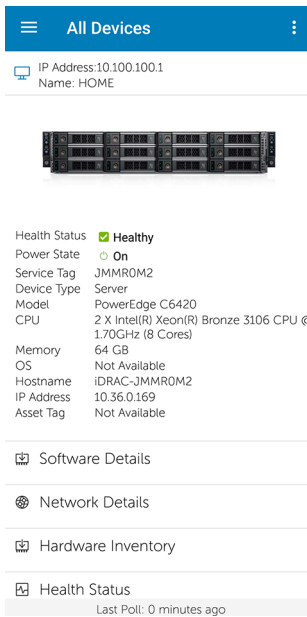 All Devices
IP Address:10.100.100.1
Name: HOME
Health Status Healthy
Power State On
Service Tag JMMR0M2
Device Type Server
Model PowerEdge C6420
CPU 2 X Intel(R) Xeon(R) Bronze 3106 CPU @
1.70GHz (8 Cores)
Memory 64 GB
OS Not Available
Hostname iDRAC-JMMR0M2
IP Address 10.36.0.169
Asset Tag Not Available
Software Details
Network Details
Hardware Inventory
Health Status
Last Poll: 0 minutes ago